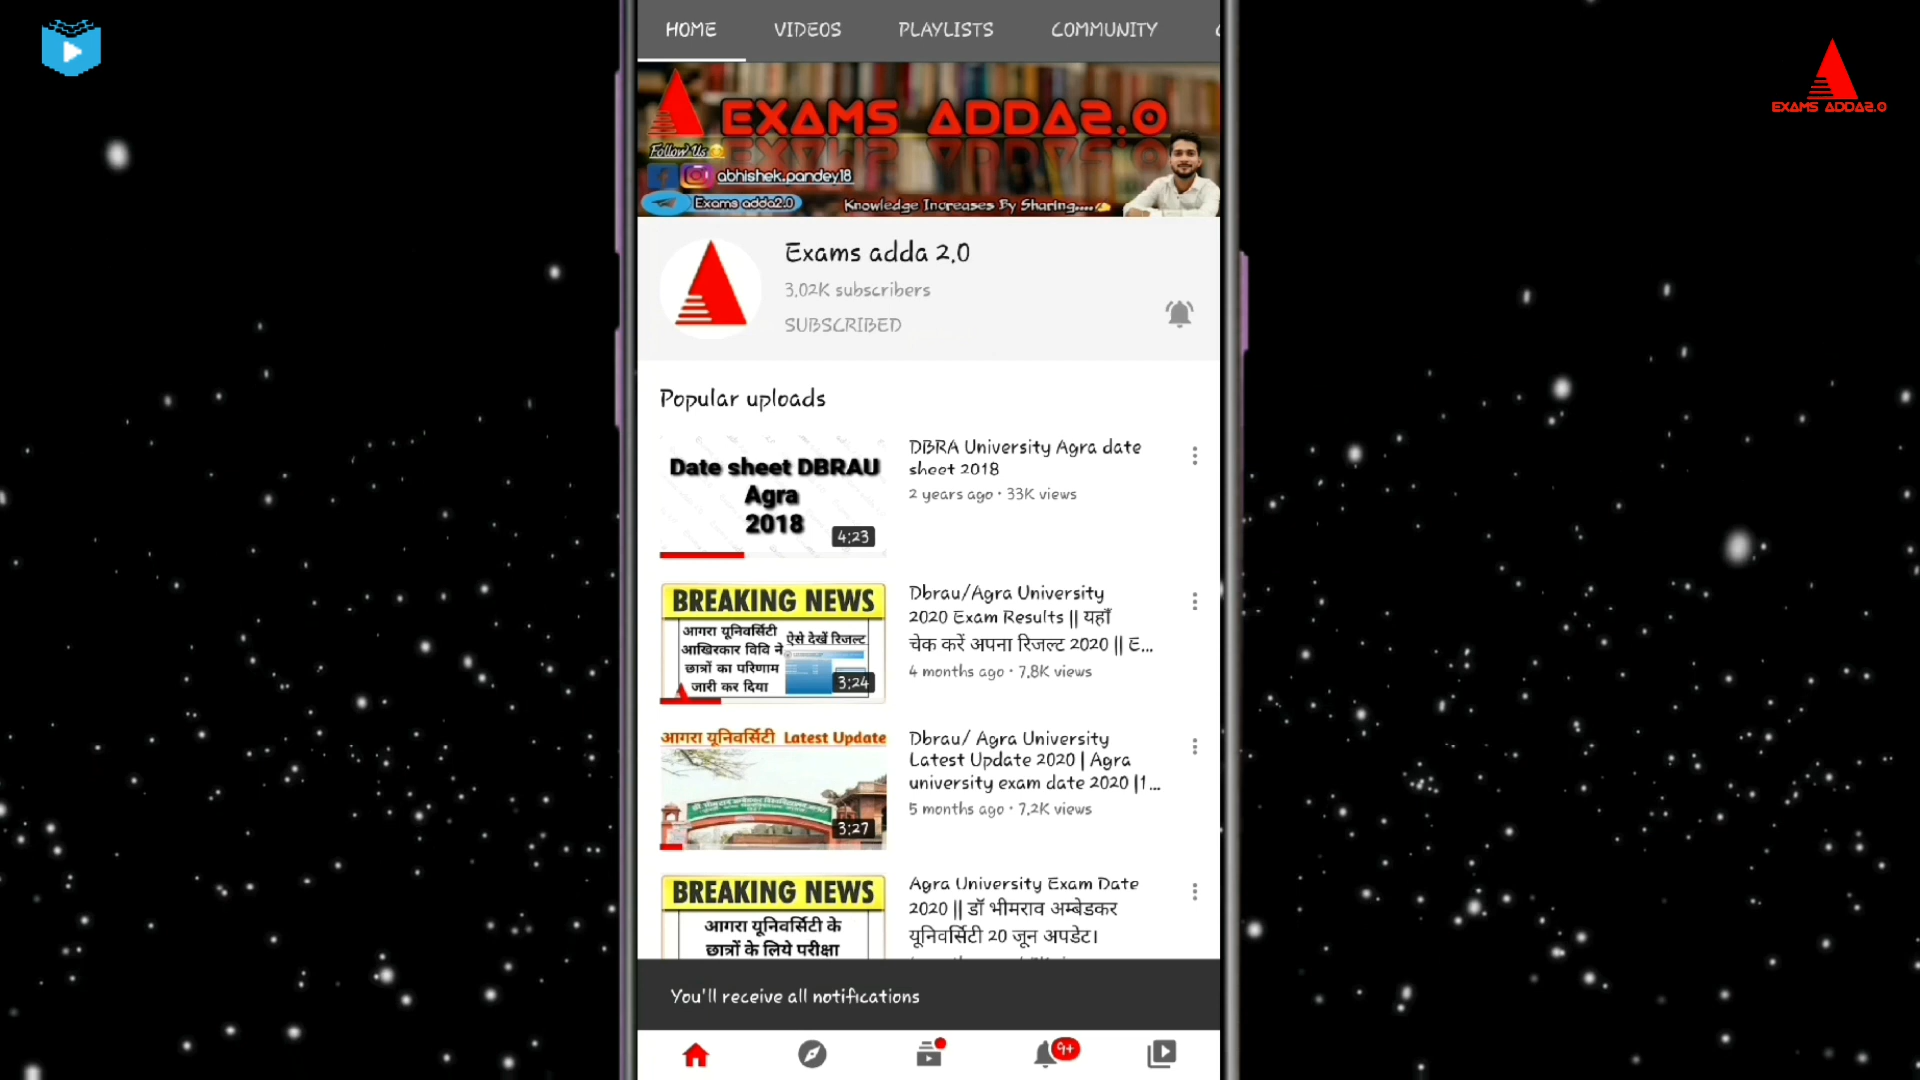 HOME VIDEOS PLAYLISTS COMMUNITY
EXAMS ADDA2.0
EXAMS ADDA2.0
Follow Us
abhishek.pandey18
Exams adda2.0
Knowledge Increases By Sharing....
Exams adda 2.0
3.02K subscribers
SUBSCRIBED
Popular uploads
Date sheet DBRAU
Agra
2018
4:23
DBRA University Agra date
sheet 2018
2 years ago · 33K views
BREAKING NEWS
आगरा यूनिवर्सिटी
आखिरकार विवि ने
छात्रों का परिणाम
जारी कर दिया
ऐसे देखें रिजल्ट
3:24
Dbrau/Agra University
2020 Exam Results || यहाँ
चेक करें अपना रिजल्ट 2020 || E...
4 months ago · 7.8K views
आगरा यूनिवर्सिटी Latest Update
3:27
Dbrau/ Agra University
Latest Update 2020 | Agra
university exam date 2020 |1...
5 months ago · 7.2K views
BREAKING NEWS
आगरा यूनिवर्सिटी के
छात्रों के लिये परीक्षा
Agra University Exam Date
2020 || डॉ भीमराव अम्बेडकर
यूनिवर्सिटी 20 जून अपडेट।
You'll receive all notifications
9+